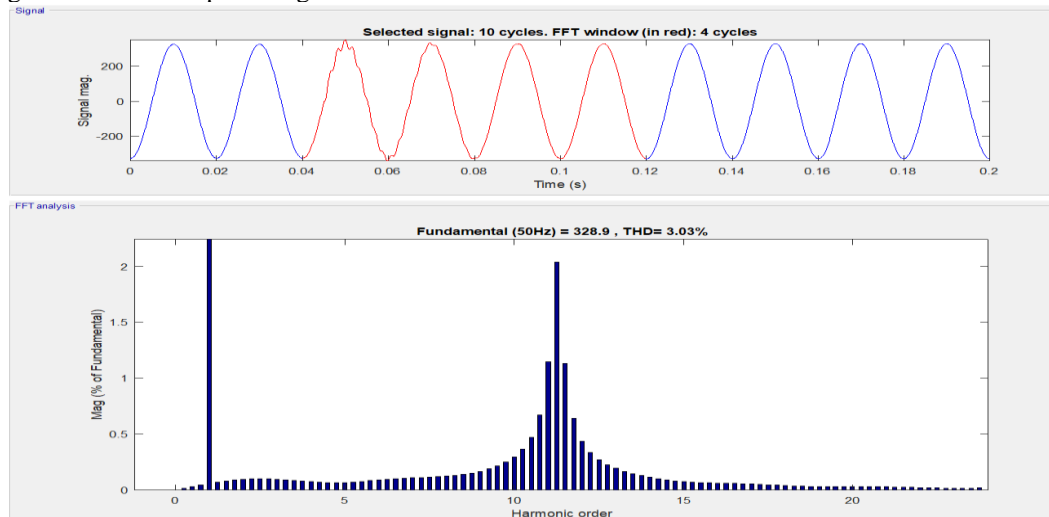 Signal
Selected signal: 10 cycles. FFT window (in red): 4 cycles
200
0
-200
Signal mag.
0 0.02 0.04 0.06 0.08 0.1 0.12 0.14 0.16 0.18 0.2
Time (s)
FFT analysis
Fundamental (50Hz) = 328.9 , THD= 3.03%
2
1.5
1
0.5
0
Mag (% of Fundamental)
0 5 10 15 20
Harmonic order